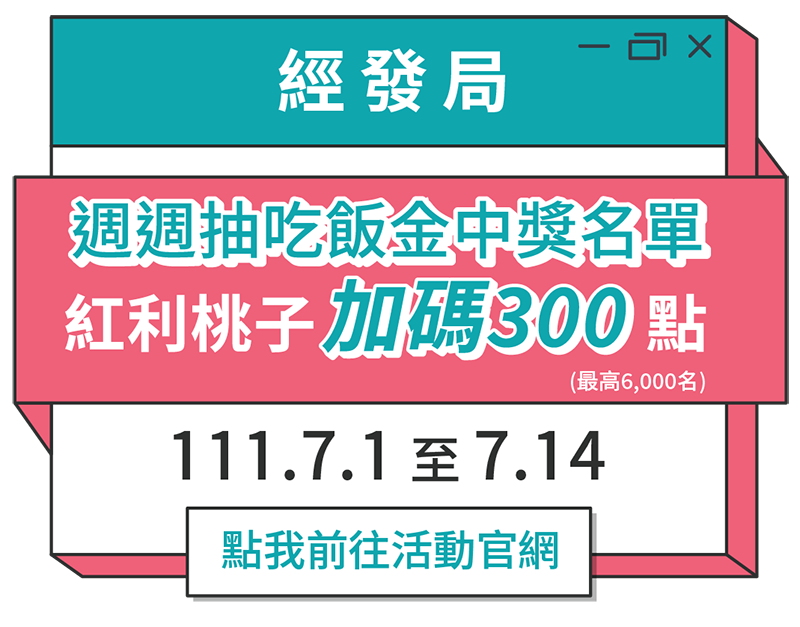 經發局
週週抽吃飯金中獎名單
紅利桃子加碼300點
(最高6,000名)
111.7.1至7.14
點我前往活動官網